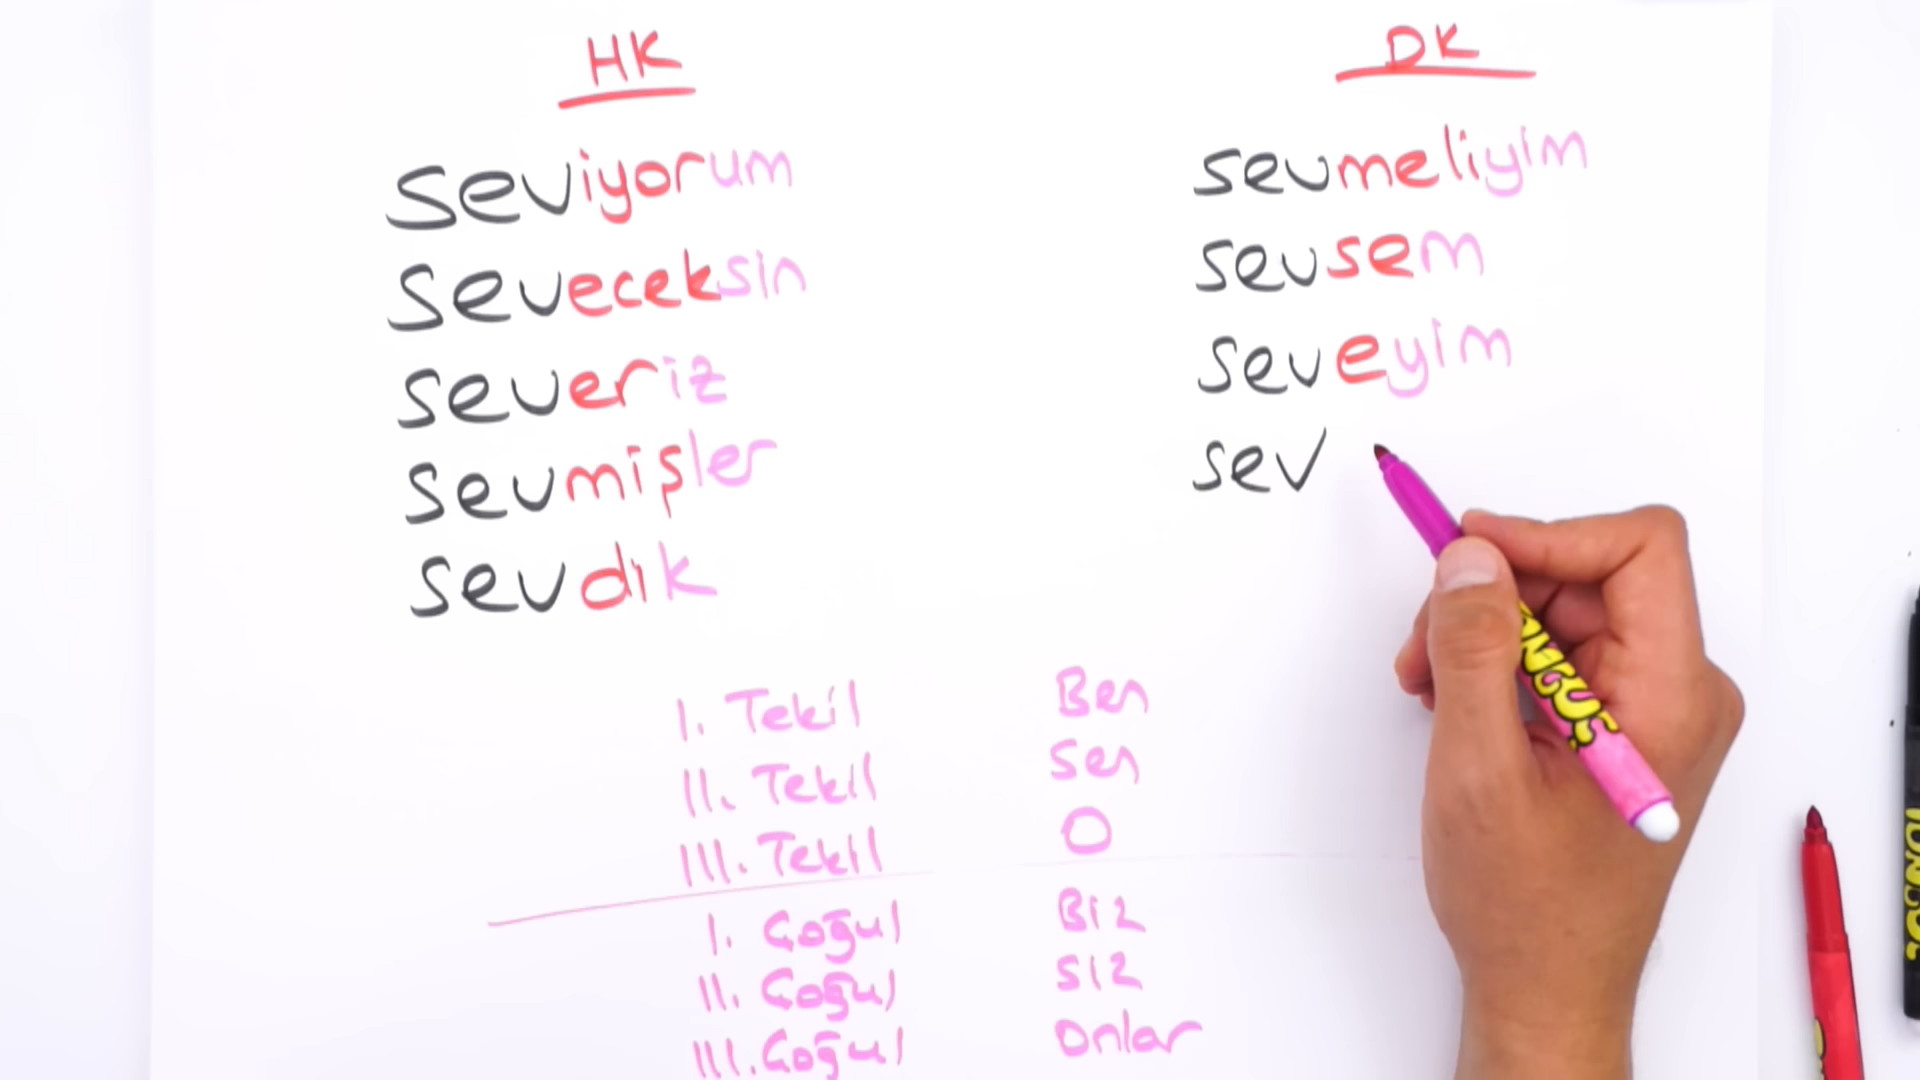 HK
seviyorum
seveceksin
severiz
sevmişler
sevdik
DK
sevmeliyim
sevsem
seveyim
sev
I. Tekil Ben
II. Tekil Sen
III. Tekil O
I. Çoğul Biz
II. Çoğul Siz
III. Çoğul Onlar